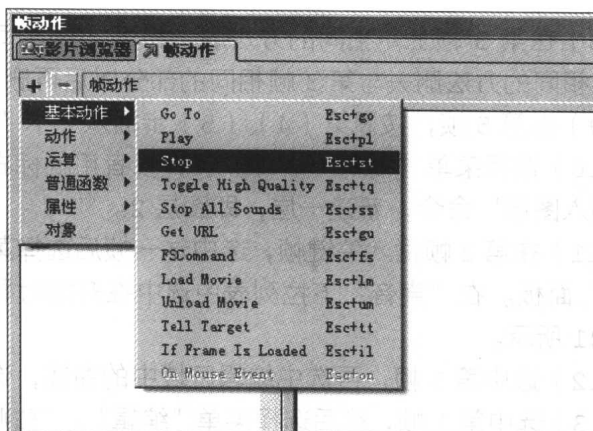 帧动作
影片浏览器 帧动作
+ - 帧动作
基本动作
动作
运算
普通函数
属性
对象
Go To Esc+go
Play Esc+pl
Stop Esc+st
Toggle High Quality Esc+tq
Stop All Sounds Esc+ss
Get URL Esc+gu
FSCommand Esc+fs
Load Movie Esc+lm
Unload Movie Esc+um
Tell Target Esc+tt
If Frame Is Loaded Esc+il
On Mouse Event Esc+on